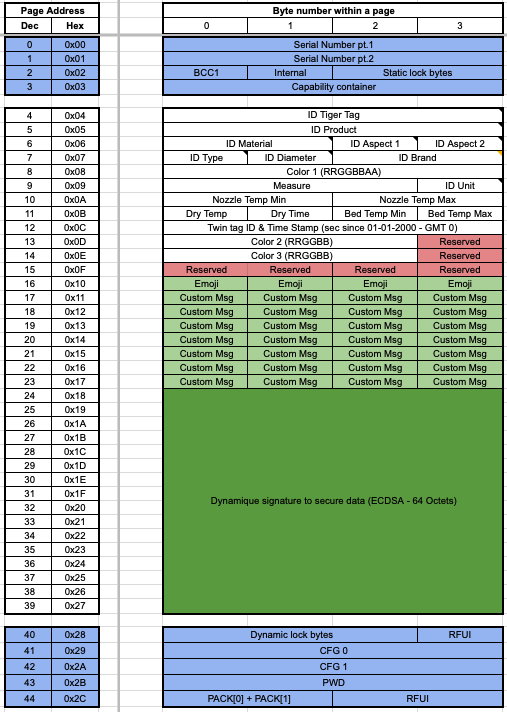 Page Address Byte number within a page
Dec Hex 0 1 2 3
0 0x00 Serial Number pt.1
1 0x01 Serial Number pt.2
2 0x02 BCC1 Internal Static lock bytes
3 0x03 Capability container
4 0x04 ID Tiger Tag
5 0x05 ID Product
6 0x06 ID Material ID Aspect 1 ID Aspect 2
7 0x07 ID Type ID Diameter ID Brand
8 0x08 Color 1 (RRGGBBAA)
9 0x09 Measure ID Unit
10 0x0A Nozzle Temp Min Nozzle Temp Max
11 0x0B Dry Temp Dry Time Bed Temp Min Bed Temp Max
12 0x0C Twin tag ID & Time Stamp (sec since 01-01-2000 - GMT 0)
13 0x0D Color 2 (RRGGBB) Reserved
14 0x0E Color 3 (RRGGBB) Reserved
15 0x0F Reserved Reserved Reserved Reserved
16 0x10 Emoji Emoji Emoji Emoji
17 0x11 Custom Msg Custom Msg Custom Msg Custom Msg
18 0x12 Custom Msg Custom Msg Custom Msg Custom Msg
19 0x13 Custom Msg Custom Msg Custom Msg Custom Msg
20 0x14 Custom Msg Custom Msg Custom Msg Custom Msg
21 0x15 Custom Msg Custom Msg Custom Msg Custom Msg
22 0x16 Custom Msg Custom Msg Custom Msg Custom Msg
23 0x17 Custom Msg Custom Msg Custom Msg Custom Msg
24 0x18
25 0x19
26 0x1A
27 0x1B
28 0x1C
29 0x1D
30 0x1E
31 0x1F
Dynamique signature to secure data (ECDSA - 64 Octets)
32 0x20
33 0x21
34 0x22
35 0x23
36 0x24
37 0x25
38 0x26
39 0x27
40 0x28 Dynamic lock bytes RFUI
41 0x29 CFG 0
42 0x2A CFG 1
43 0x2B PWD
44 0x2C PACK[0] + PACK[1] RFUI